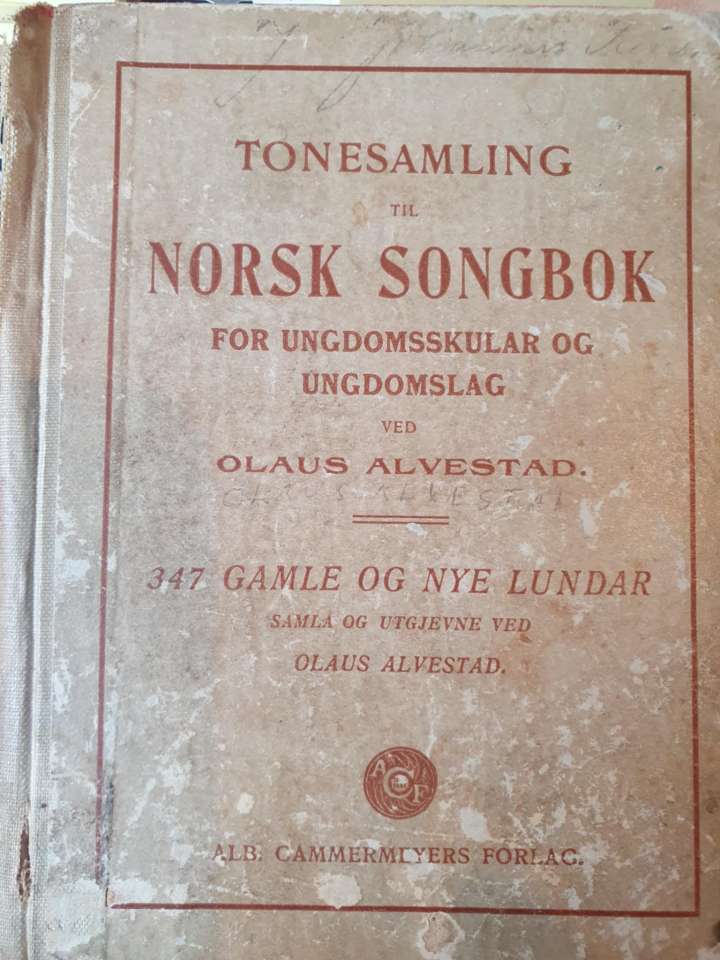 TONESAMLING
TIL
NORSK SONGBOK
FOR UNGDOMSSKULAR OG
UNGDOMSLAG
VED
OLAUS ALVESTAD.
347 GAMLE OG NYE LUNDAR
SAMLA OG UTGJEVNE VED
OLAUS ALVESTAD.
A C F
ALB. CAMMERMEYERS FORLAG.